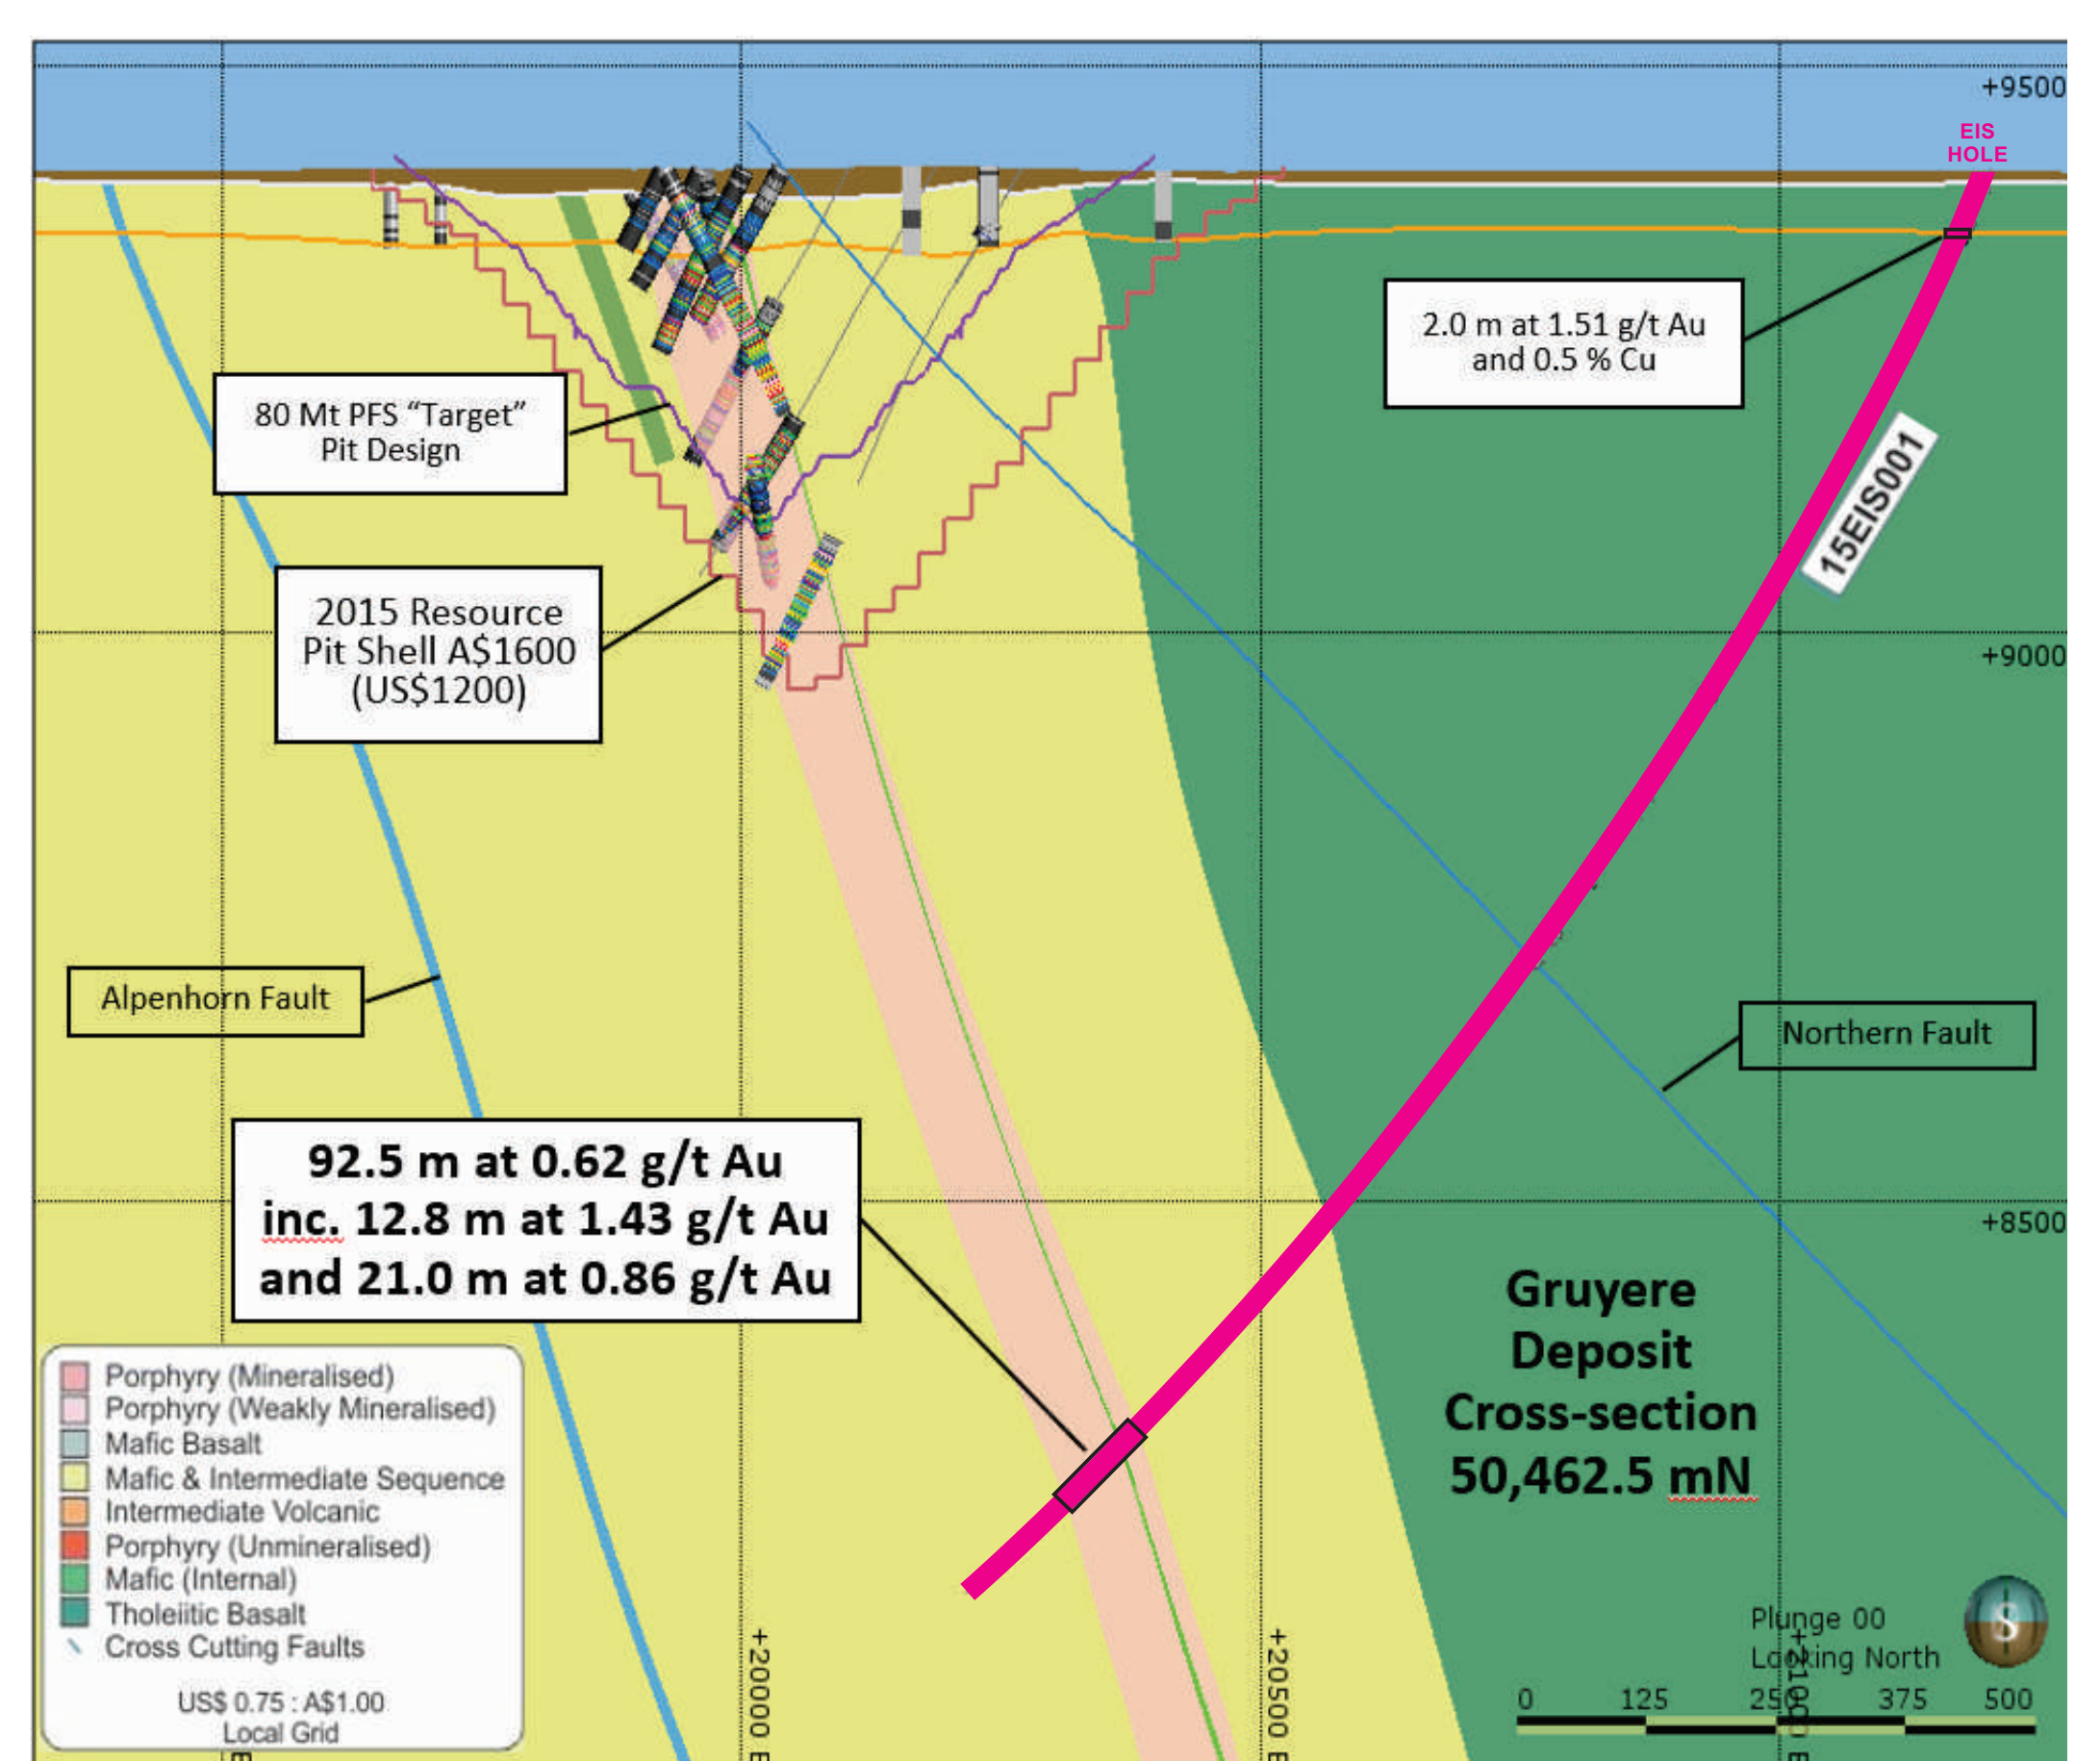 +9500
EIS
HOLE
2.0 m at 1.51 g/t Au
and 0.5 % Cu
80 Mt PFS “Target”
Pit Design
15EIS001
2015 Resource
Pit Shell A$1600
(US$1200)
+9000
Alpenhorn Fault
Northern Fault
92.5 m at 0.62 g/t Au
inc. 12.8 m at 1.43 g/t Au
and 21.0 m at 0.86 g/t Au
+8500
Gruyere
Deposit
Cross-section
50,462.5 mN
Porphyry (Mineralised)
Porphyry (Weakly Mineralised)
Mafic Basalt
Mafic & Intermediate Sequence
Intermediate Volcanic
Porphyry (Unmineralised)
Mafic (Internal)
Tholeiitic Basalt
Cross Cutting Faults
US$ 0.75 : A$1.00
Local Grid
E
+20000 E
+20500 E
+21000 E
Plunge 00
Looking North
S
0 125 250 375 500